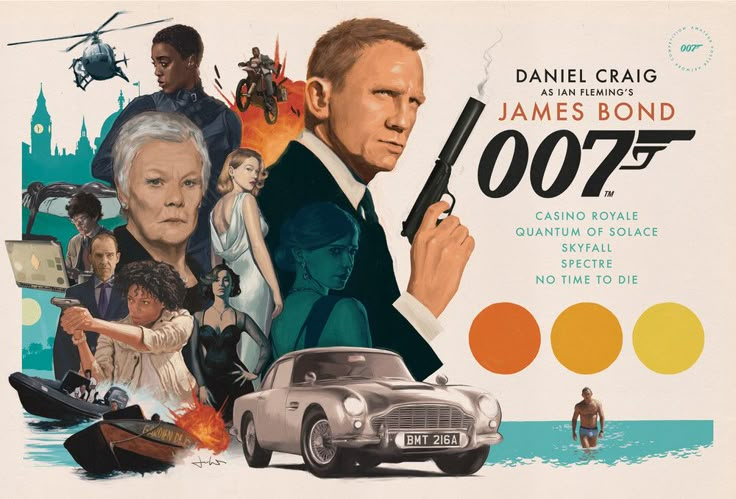 DANIEL CRAIG
AS IAN FLEMING'S
JAMES BOND
007
TM
CASINO ROYALE
QUANTUM OF SOLACE
SKYFALL
SPECTRE
NO TIME TO DIE
BMT 216A
007